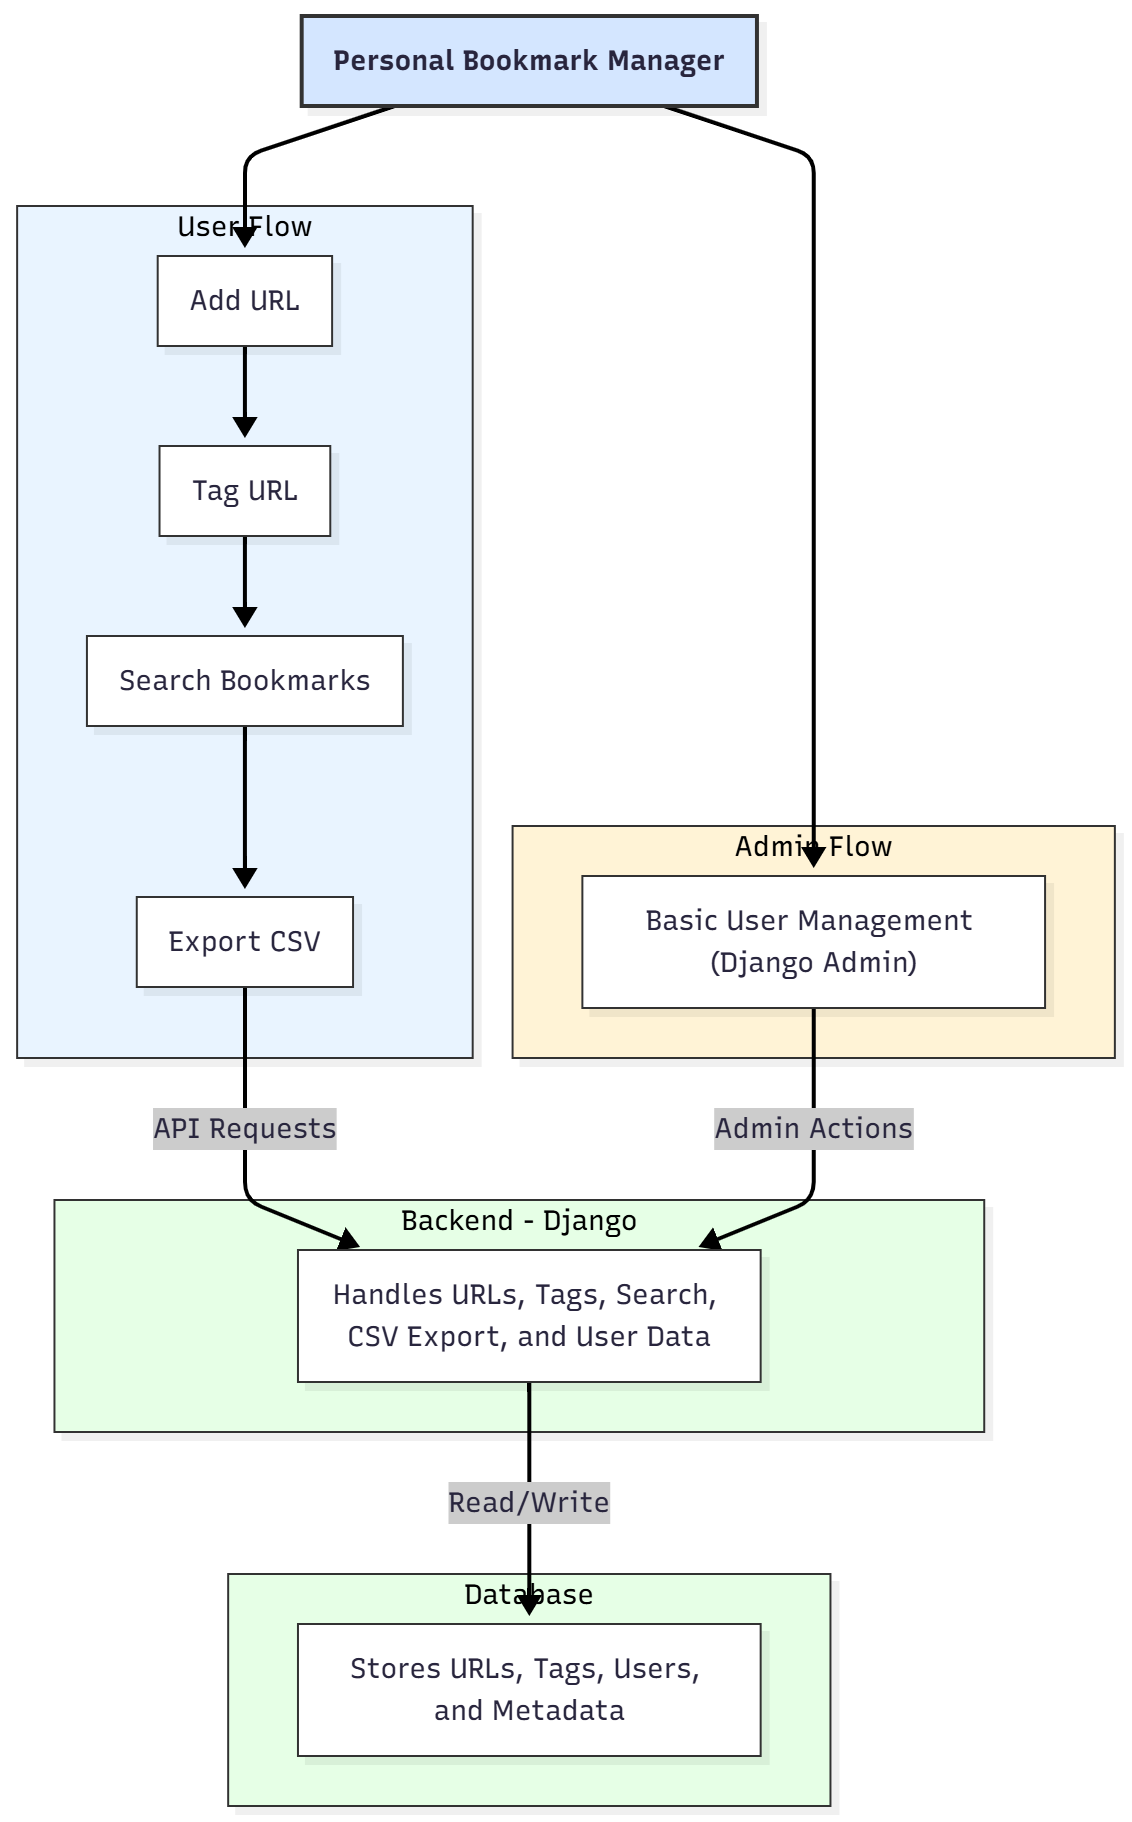 Personal Bookmark Manager
User Flow
Add URL
Tag URL
Search Bookmarks
Export CSV
Admin Flow
Basic User Management
(Django Admin)
API Requests
Admin Actions
Backend - Django
Handles URLs, Tags, Search,
CSV Export, and User Data
Read/Write
Database
Stores URLs, Tags, Users,
and Metadata